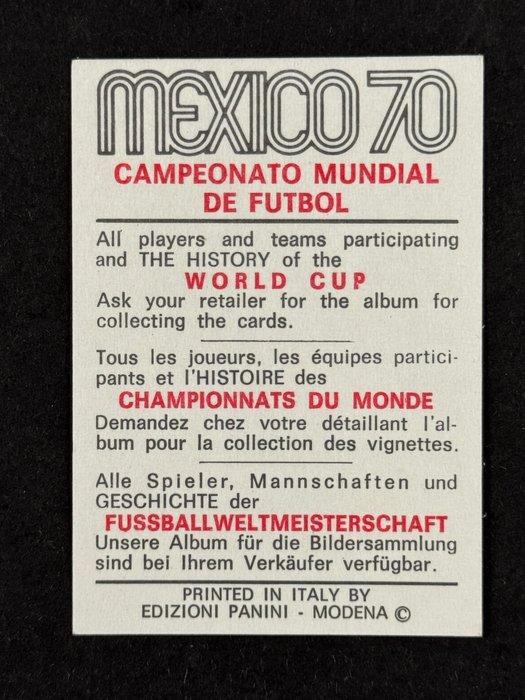 MEXICO 70
CAMPEONATO MUNDIAL
DE FUTBOL
All players and teams participating
and THE HISTORY of the
WORLD CUP
Ask your retailer for the album for
collecting the cards.
Tous les joueurs, les équipes partici-
pants et l'HISTOIRE des
CHAMPIONNATS DU MONDE
Demandez chez votre détaillant l'al-
bum pour la collection des vignettes.
Alle Spieler, Mannschaften und
GESCHICHTE der
FUSSBALLWELTMEISTERSCHAFT
Unsere Album für die Bildersammlung
sind bei Ihrem Verkäufer verfügbar.
PRINTED IN ITALY BY
EDIZIONI PANINI - MODENA ©